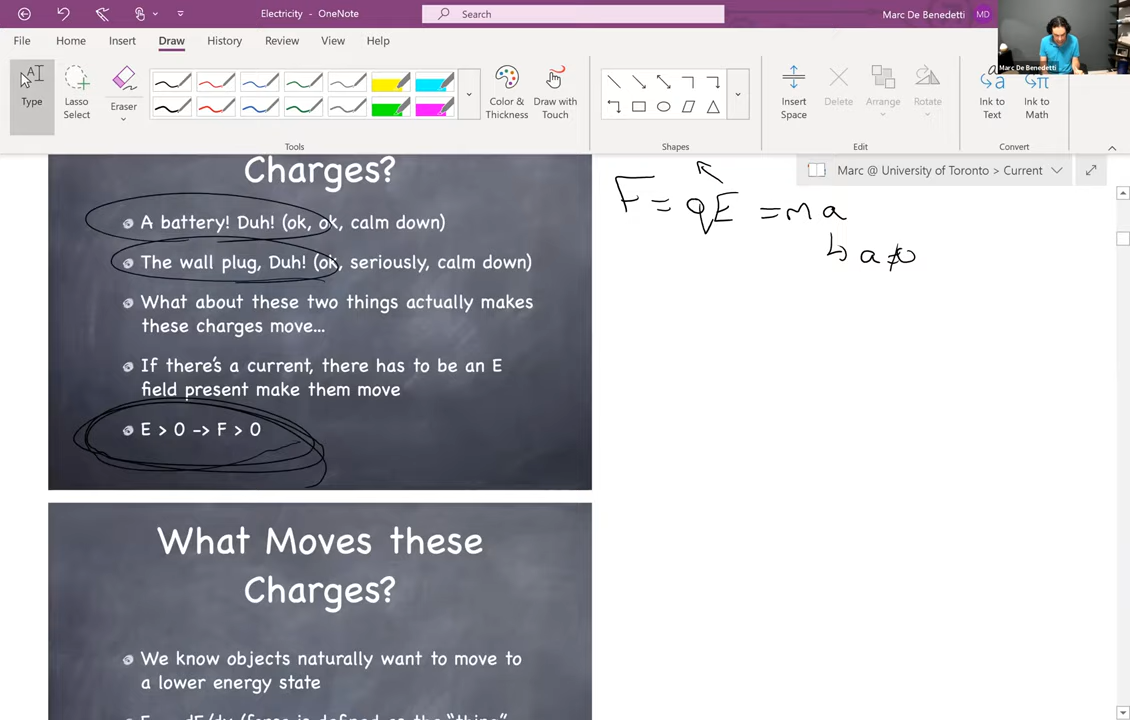 Electricity - OneNote
Search
Marc De Benedetti
MD
File Home Insert Draw History Review View Help
Marc De Benedetti
Type
Lasso Select
Eraser
Color & Thickness
Draw with Touch
Insert Space
Delete
Arrange
Rotate
Ink to Text
Ink to Math
Tools
Shapes
Edit
Convert
Marc @ University of Toronto > Current
Charges?
A battery! Duh! (ok, ok, calm down)
The wall plug, Duh! (ok, seriously, calm down)
What about these two things actually makes
these charges move...
If there's a current, there has to be an E
field present make them move
E > 0 -> F > 0
F = qE = ma
↳ a ≠ 0
What Moves these
Charges?
We know objects naturally want to move to
a lower energy state